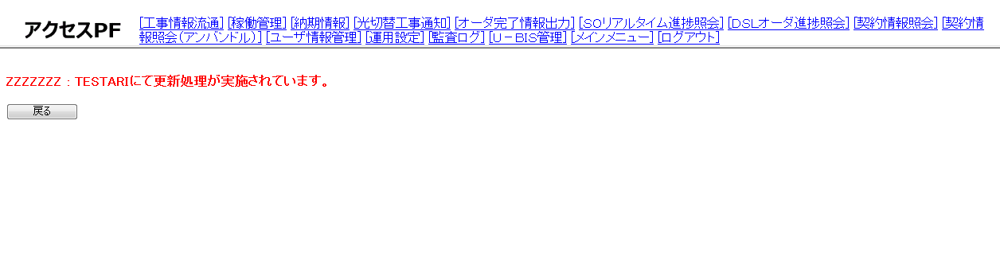 アクセスPF
[工事情報流通] [稼働管理] [納期情報] [光切替工事通知] [オーダ完了情報出力] [SOリアルタイム進捗照会] [DSLオーダ進捗照会] [契約情報照会] [契約情
報照会(アンバンドル)] [ユーザ情報管理] [運用設定] [監査ログ] [U-BIS管理] [メインメニュー] [ログアウト]
ZZZZZZZ : TESTARIにて更新処理が実施されています。
戻る